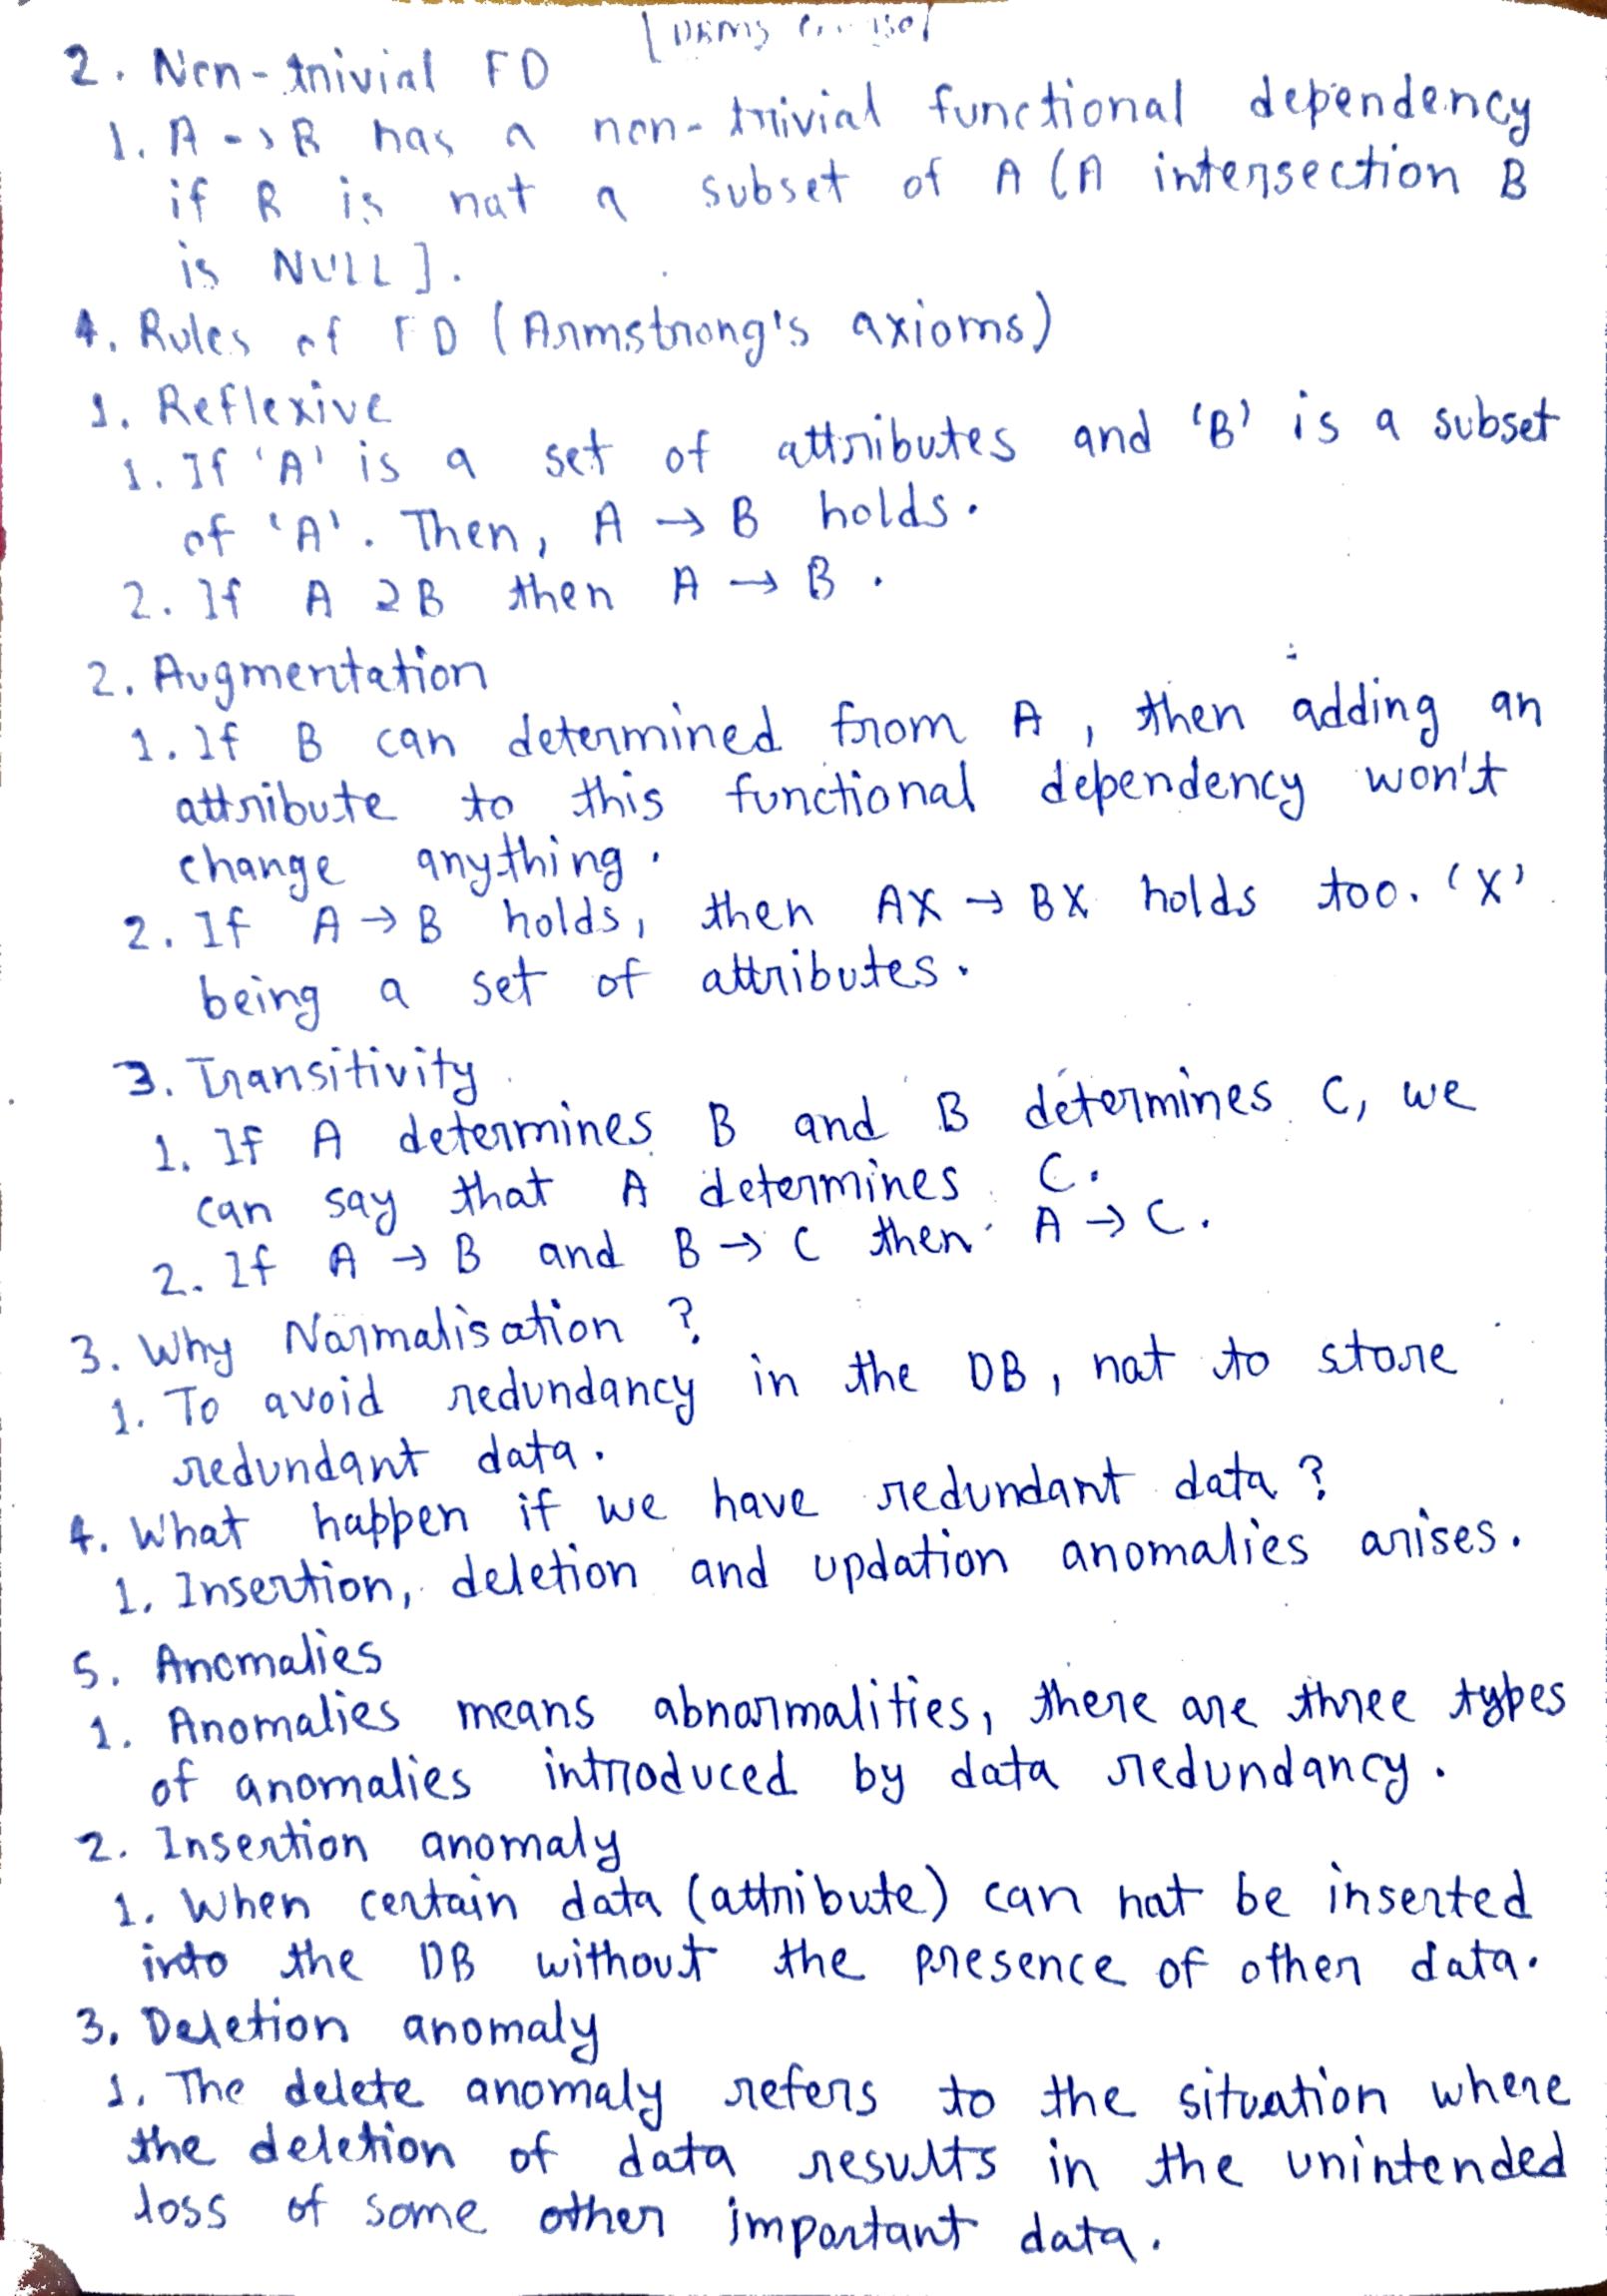 [DBMS
2. Non-trivial FD
1. A -> B has a non-trivial functional dependency
if B is not a subset of A (A intersection B
is NULL].
4. Rules of FD (Armstrong's axioms)
1. Reflexive
1. If 'A' is a set of attributes and 'B' is a subset
of 'A'. Then, A → B holds.
2. If A ⊇ B then A → B.
2. Augmentation
1. If B can determined from A, then adding an
attribute to this functional dependency won't
change anything.
2. If A → B holds, then AX → BX holds too. 'X'
being a set of attributes.
3. Transitivity
1. If A determines B and B determines C, we
can say that A determines C.
2. If A → B and B → C then A → C.
3. Why Normalisation ?
1. To avoid redundancy in the DB, not to store
redundant data.
4. What happen if we have redundant data ?
1. Insertion, deletion and updation anomalies arises.
5. Anomalies
1. Anomalies means abnormalities, there are three types
of anomalies introduced by data redundancy.
2. Insertion anomaly
1. When certain data (attribute) can not be inserted
into the DB without the presence of other data.
3. Deletion anomaly
1. The delete anomaly refers to the situation where
the deletion of data results in the unintended
loss of some other important data.